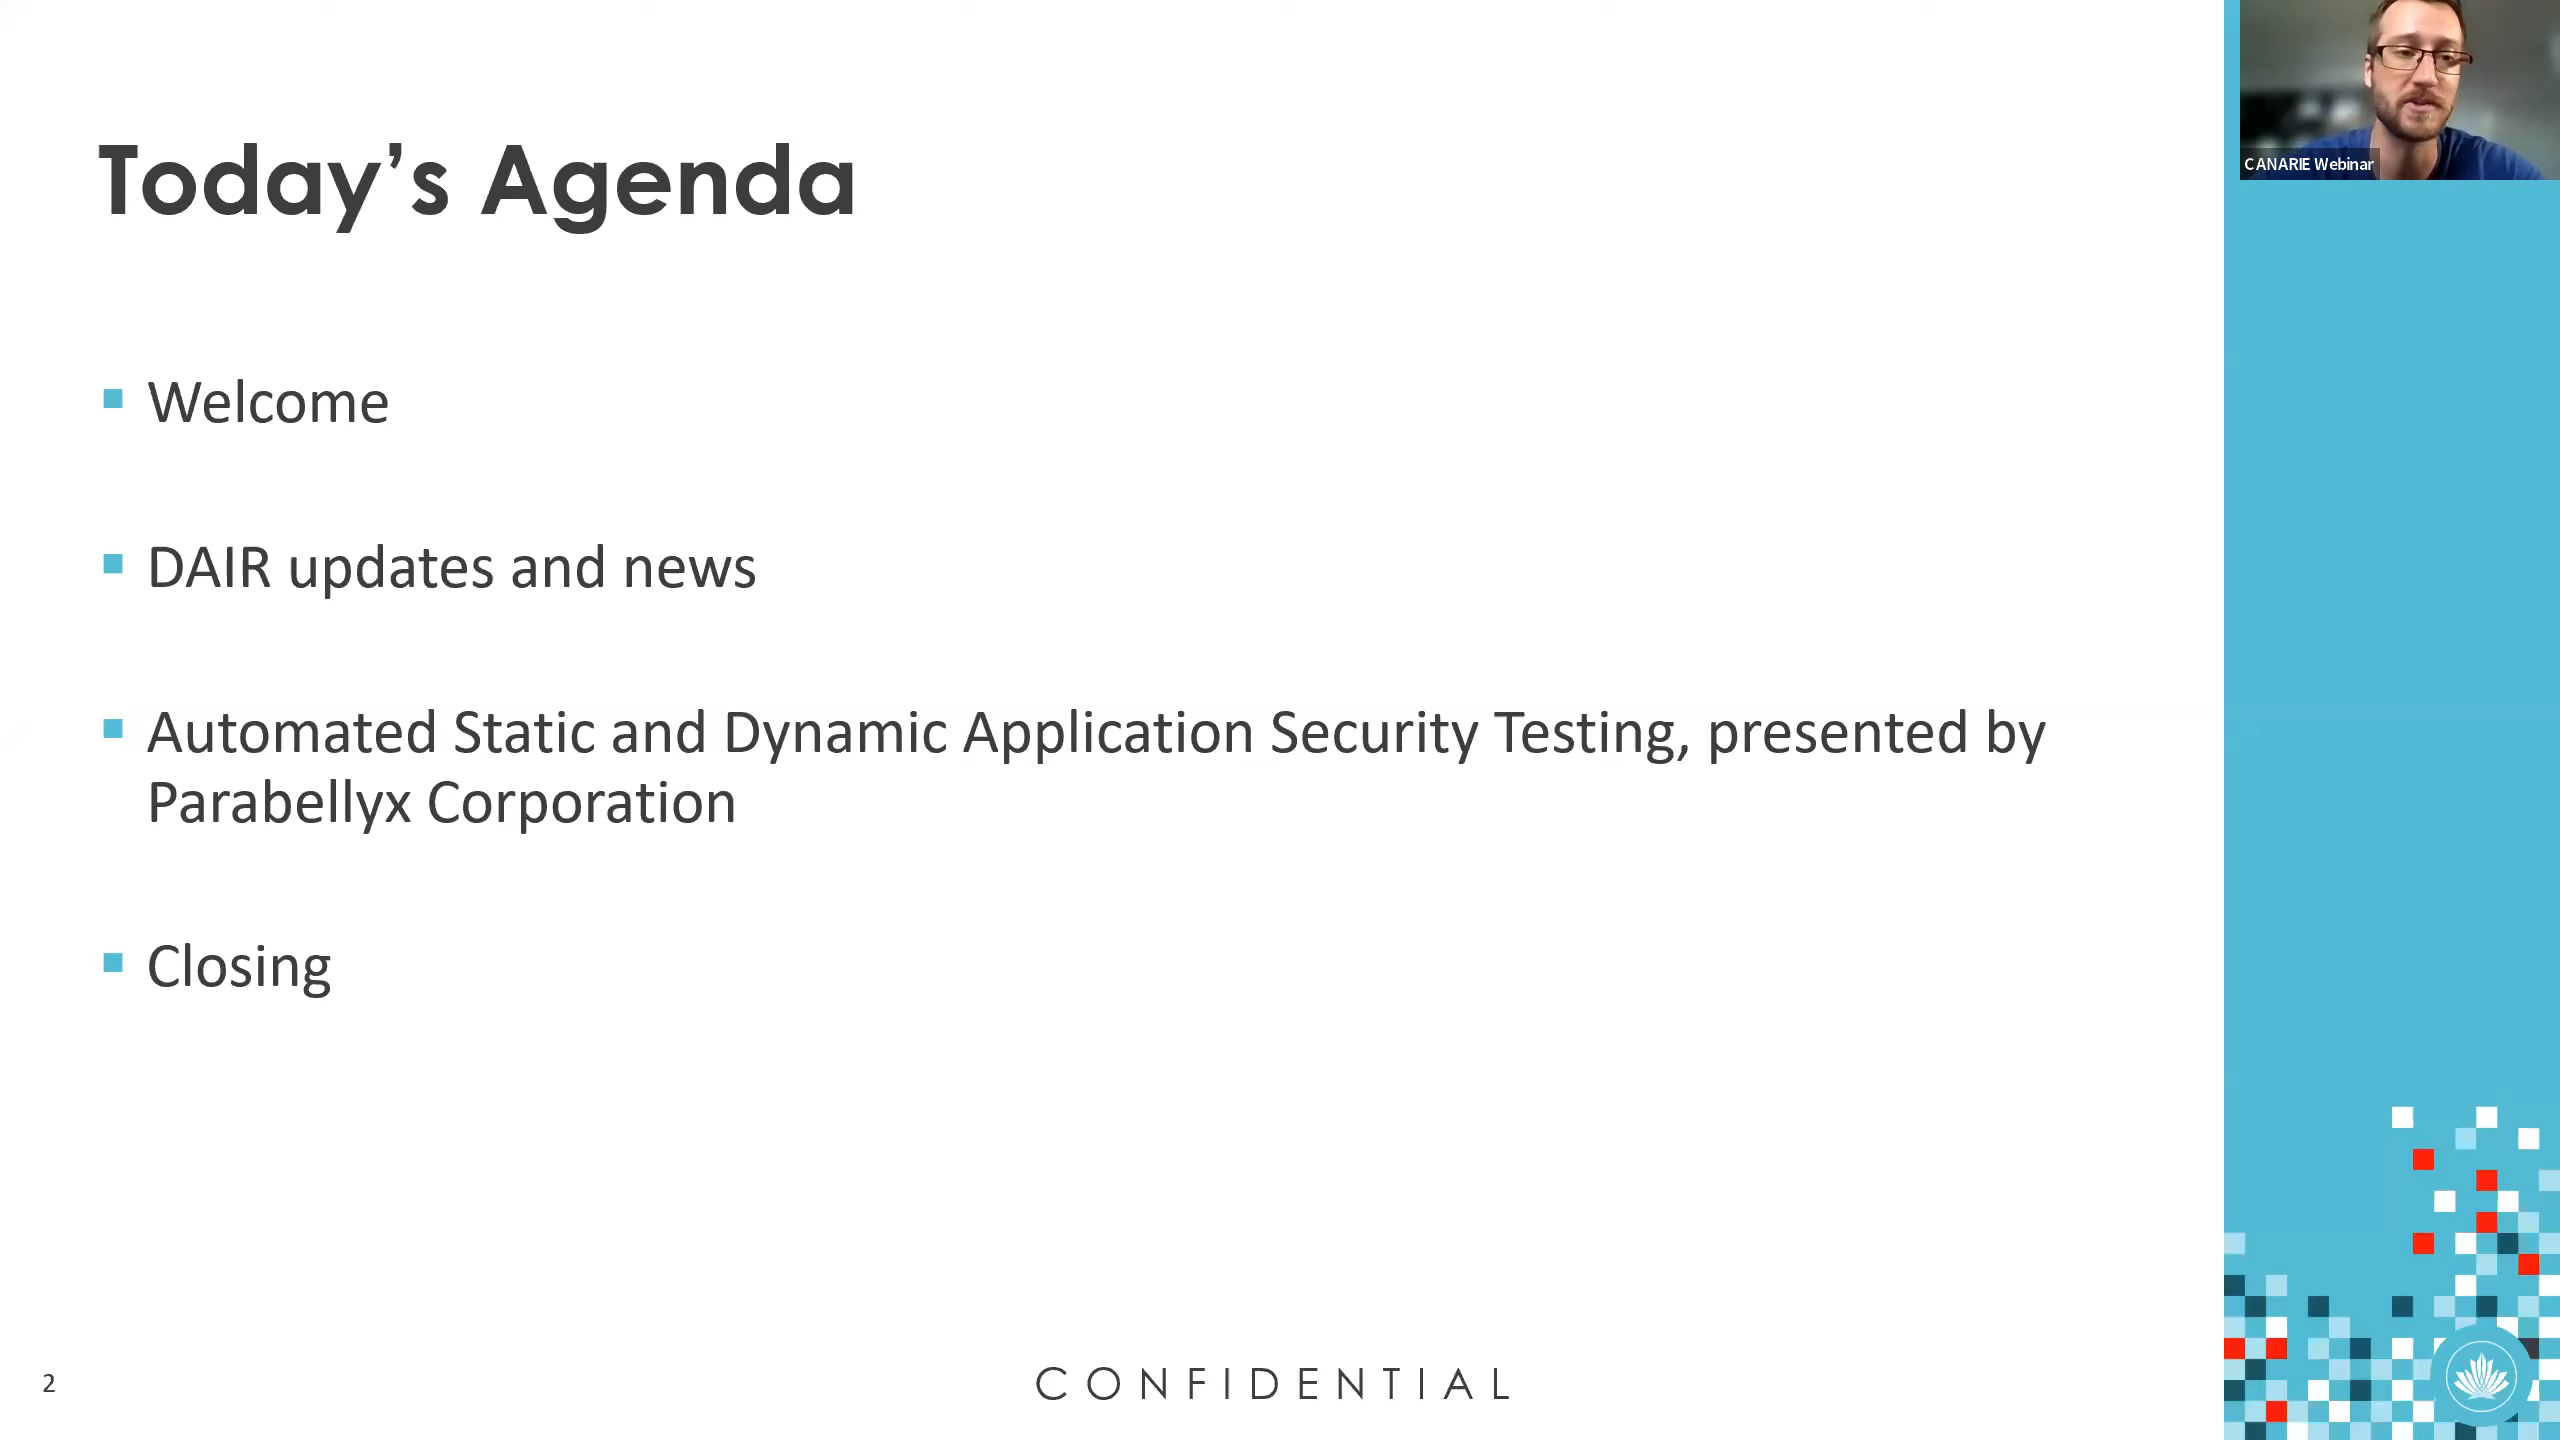 Today’s Agenda
CANARIE Webinar
▪ Welcome
▪ DAIR updates and news
▪ Automated Static and Dynamic Application Security Testing, presented by
Parabellyx Corporation
▪ Closing
2
CONFIDENTIAL